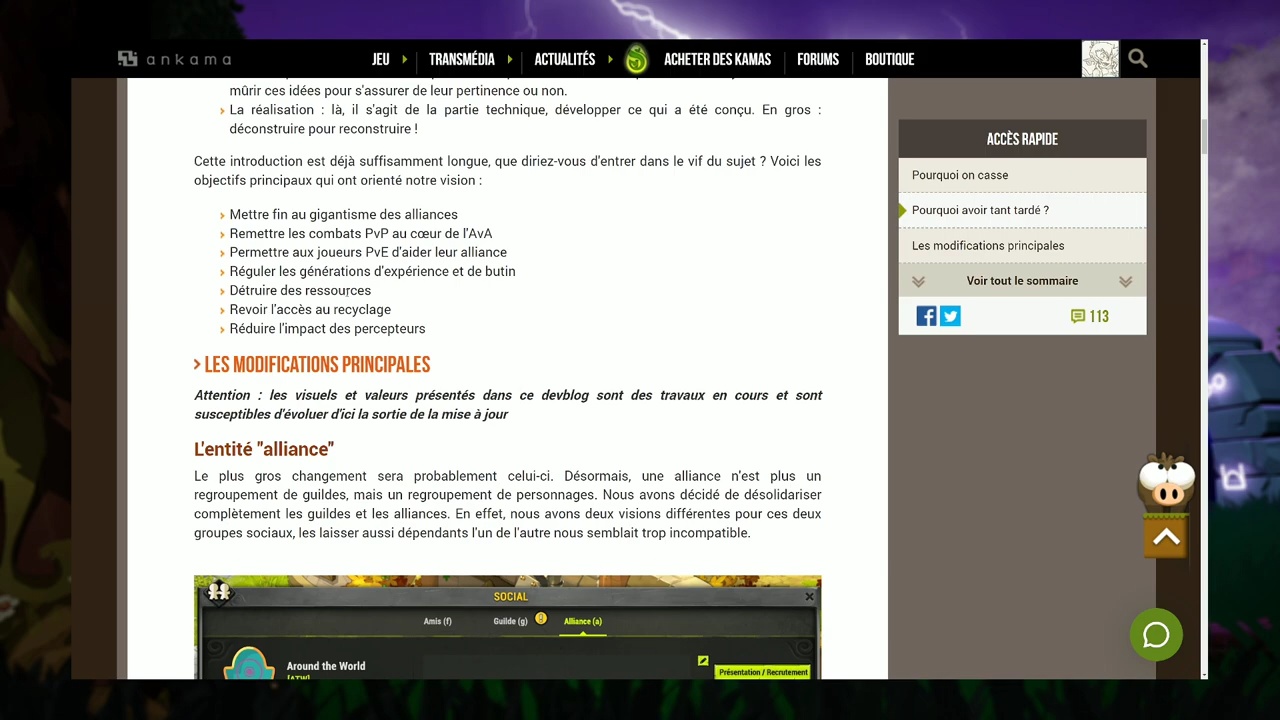 ankama
JEU
TRANSMÉDIA
ACTUALITÉS
ACHETER DES KAMAS
FORUMS
BOUTIQUE
mûrir ces idées pour s'assurer de leur pertinence ou non.
La réalisation : là, il s'agit de la partie technique, développer ce qui a été conçu. En gros :
déconstruire pour reconstruire !
Cette introduction est déjà suffisamment longue, que diriez-vous d'entrer dans le vif du sujet ? Voici les
objectifs principaux qui ont orienté notre vision :
Mettre fin au gigantisme des alliances
Remettre les combats PvP au cœur de l'AvA
Permettre aux joueurs PvE d'aider leur alliance
Réguler les générations d'expérience et de butin
Détruire des ressources
Revoir l'accès au recyclage
Réduire l'impact des percepteurs
LES MODIFICATIONS PRINCIPALES
Attention : les visuels et valeurs présentés dans ce devblog sont des travaux en cours et sont
susceptibles d'évoluer d'ici la sortie de la mise à jour
L'entité "alliance"
Le plus gros changement sera probablement celui-ci. Désormais, une alliance n'est plus un
regroupement de guildes, mais un regroupement de personnages. Nous avons décidé de désolidariser
complètement les guildes et les alliances. En effet, nous avons deux visions différentes pour ces deux
groupes sociaux, les laisser aussi dépendants l'un de l'autre nous semblait trop incompatible.
SOCIAL
Amis (f)
Guilde (g)
Alliance (a)
Around the World
[ATW]
Présentation / Recrutement
ACCÈS RAPIDE
Pourquoi on casse
Pourquoi avoir tant tardé ?
Les modifications principales
Voir tout le sommaire
113